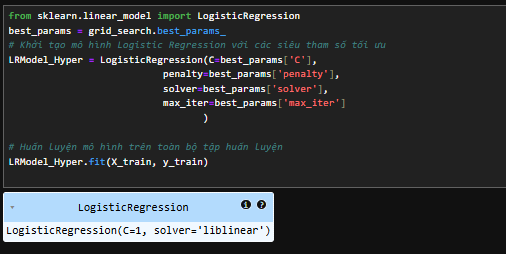 from sklearn.linear_model import LogisticRegression
best_params = grid_search.best_params_
# Khởi tạo mô hình Logistic Regression với các siêu tham số tối ưu
LRModel_Hyper = LogisticRegression(C=best_params['C'],
penalty=best_params['penalty'],
solver=best_params['solver'],
max_iter=best_params['max_iter']
)
# Huấn luyện mô hình trên toàn bộ tập huấn luyện
LRModel_Hyper.fit(X_train, y_train)
LogisticRegression
LogisticRegression(C=1, solver='liblinear')